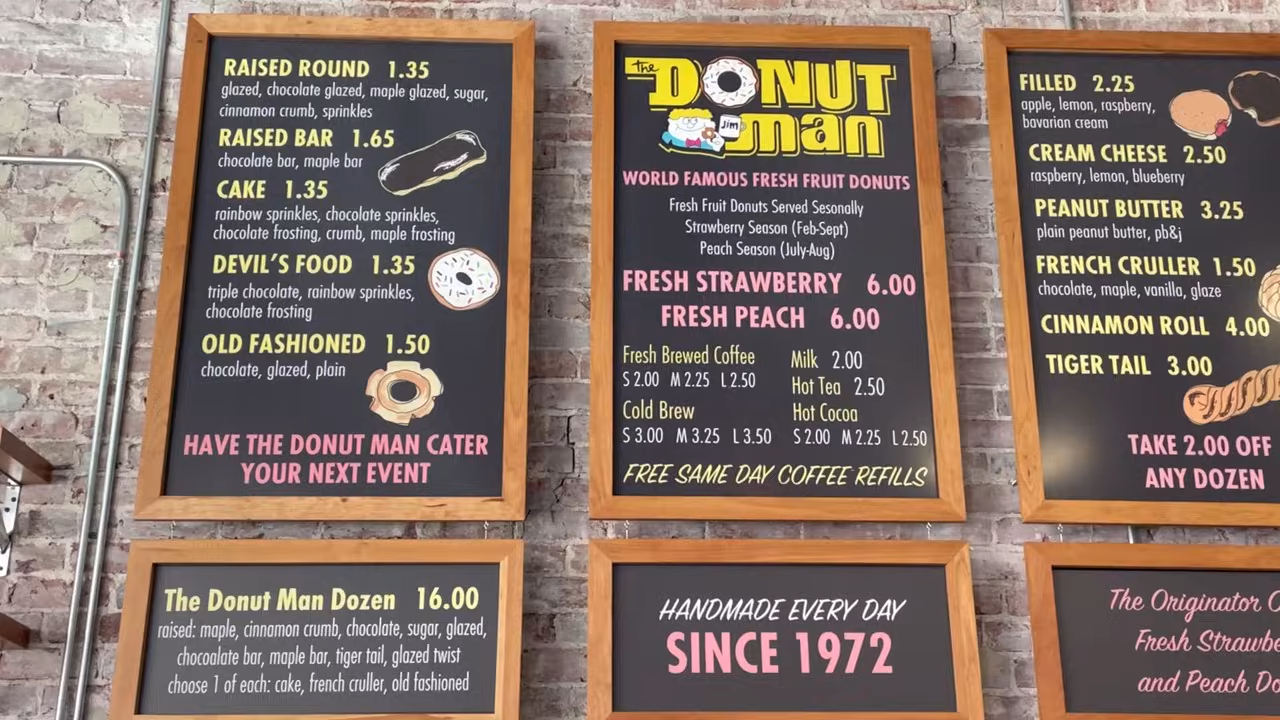 RAISED ROUND 1.35
glazed, chocolate glazed, maple glazed, sugar,
cinnamon crumb, sprinkles
RAISED BAR 1.65
chocolate bar, maple bar
CAKE 1.35
rainbow sprinkles, chocolate sprinkles,
chocolate frosting, crumb, maple frosting
DEVIL'S FOOD 1.35
triple chocolate, rainbow sprinkles,
chocolate frosting
OLD FASHIONED 1.50
chocolate, glazed, plain
HAVE THE DONUT MAN CATER
YOUR NEXT EVENT
The Donut Man Dozen 16.00
raised: maple, cinnamon crumb, chocolate, sugar, glazed,
chocoalate bar, maple bar, tiger tail, glazed twist
choose 1 of each: cake, french cruller, old fashioned
the DONUT
man
Jim
WORLD FAMOUS FRESH FRUIT DONUTS
Fresh Fruit Donuts Served Sesonally
Strawberry Season (Feb-Sept)
Peach Season (July-Aug)
FRESH STRAWBERRY 6.00
FRESH PEACH 6.00
Fresh Brewed Coffee
S 2.00 M 2.25 L 2.50
Cold Brew
S 3.00 M 3.25 L 3.50
Milk 2.00
Hot Tea 2.50
Hot Cocoa
S 2.00 M 2.25 L 2.50
FREE SAME DAY COFFEE REFILLS
HANDMADE EVERY DAY
SINCE 1972
FILLED 2.25
apple, lemon, raspberry,
bavarian cream
CREAM CHEESE 2.50
raspberry, lemon, blueberry
PEANUT BUTTER 3.25
plain peanut butter, pb&j
FRENCH CRULLER 1.50
chocolate, maple, vanilla, glaze
CINNAMON ROLL 4.00
TIGER TAIL 3.00
TAKE 2.00 OFF
ANY DOZEN
The Originator
Fresh
and Peach